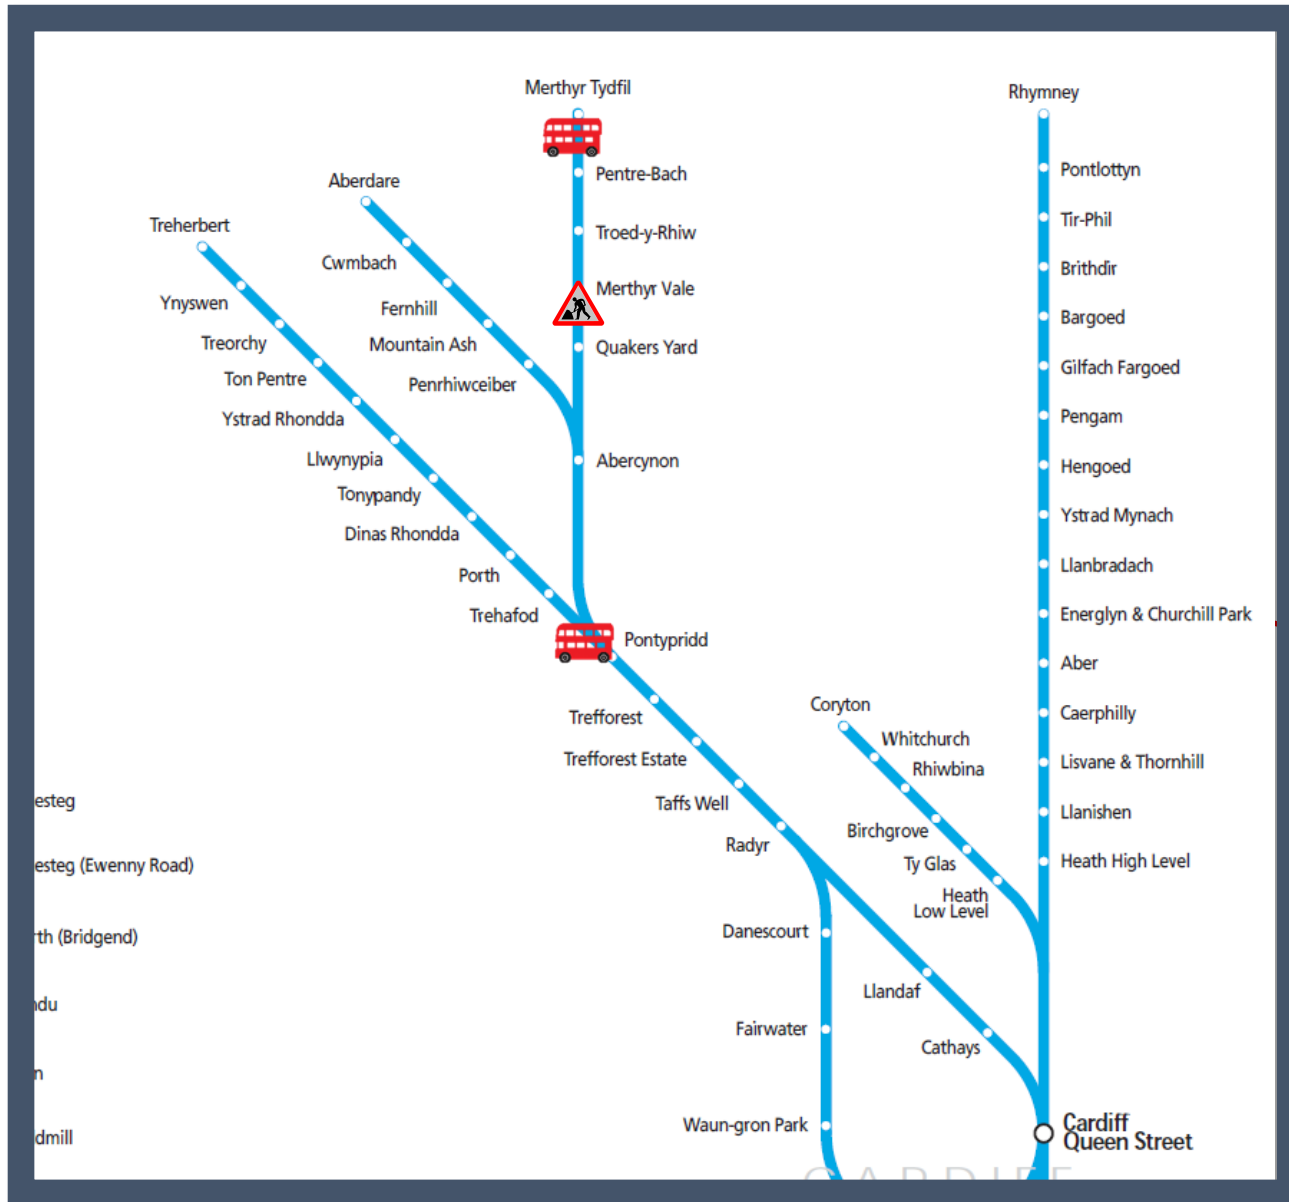 Merthyr Tydfil
Rhymney
Pentre-Bach
Pontlottyn
Aberdare
Treherbert
Tir-Phil
Troed-y-Rhiw
Cwmbach
Brithdir
Merthyr Vale
Ynyswen
Fernhill
Bargoed
Treorchy
Mountain Ash
Quakers Yard
Gilfach Fargoed
Ton Pentre
Penrhiwceiber
Pengam
Ystrad Rhondda
Llwynypia
Abercynon
Hengoed
Tonypandy
Ystrad Mynach
Dinas Rhondda
Llanbradach
Porth
Trehafod
Energlyn & Churchill Park
Pontypridd
Aber
Coryton
Caerphilly
Trefforest
Whitchurch
Trefforest Estate
Rhiwbina
Lisvane & Thornhill
esteg
Taffs Well
Llanishen
Birchgrove
Radyr
esteg (Ewenny Road)
Ty Glas
Heath High Level
Heath
Low Level
Danescourt
rth (Bridgend)
Llandaf
ndu
Fairwater
Cathays
n
Waun-gron Park
Cardiff
Queen Street
dmill
CARDIFF